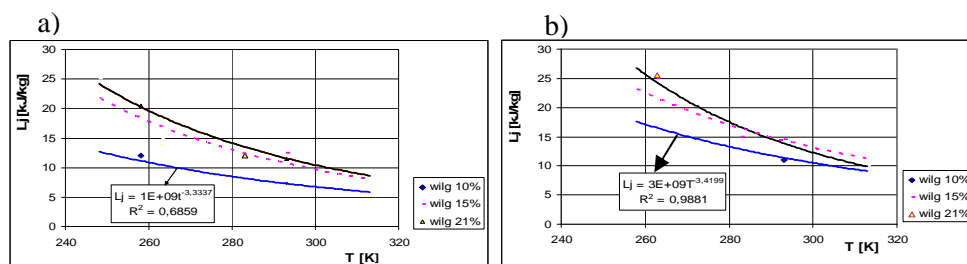 a)
30
25
20
15
10
5
0
Lj [kJ/kg]
240 260 280 300 320
T [K]
Lj = 1E+09t^-3,3337
R² = 0,6859
wilg 10%
wilg 15%
wilg 21%
b)
30
25
20
15
10
5
0
Lj [kJ/kg]
240 260 280 300 320
T [K]
Lj = 3E+09T^-3,4199
R² = 0,9881
wilg 10%
wilg 15%
wilg 21%